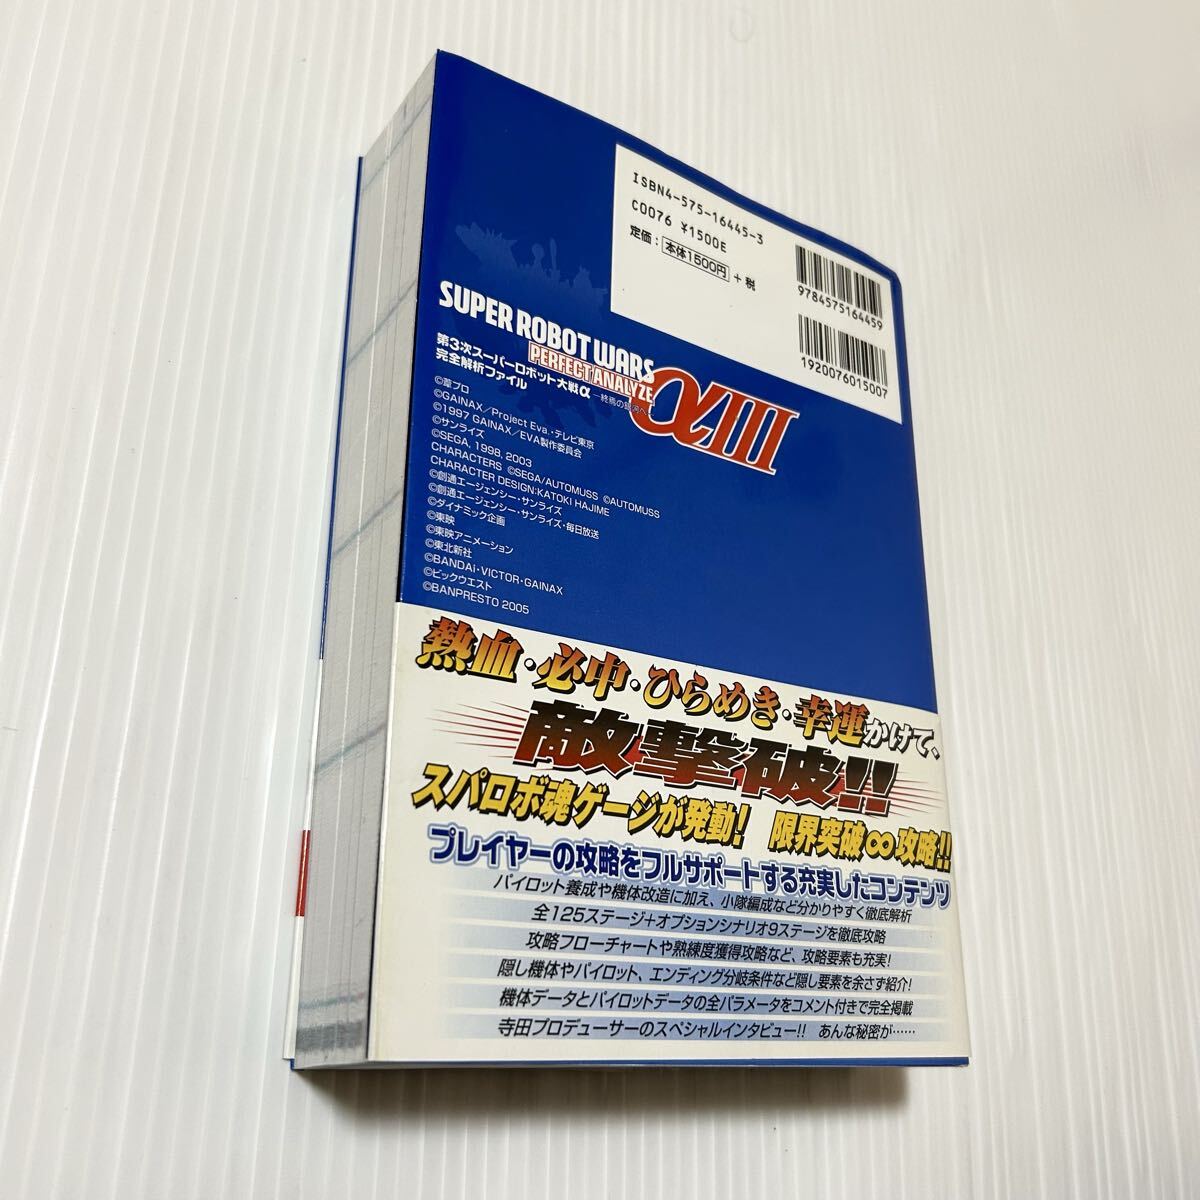 ISBN4-575-16445-3
C0076 ¥1500E
定価：本体1500円＋税
9784575164459
1920076015007
SUPER ROBOT WARS
PERFECT ANALYZE
αIII
第3次スーパーロボット大戦α―終焉の銀河へ―
完全解析ファイル
©葦プロ
©GAINAX／Project Eva.・テレビ東京
©1997 GAINAX／EVA製作委員会
©サンライズ
©SEGA, 1998, 2003
CHARACTERS ©SEGA/AUTOMUSS ©AUTOMUSS
CHARACTER DESIGN:KATOKI HAJIME
©創通エージェンシー・サンライズ
©創通エージェンシー・サンライズ・毎日放送
©ダイナミック企画
©東映
©東映アニメーション
©東北新社
©BANDAi・VICTOR・GAINAX
©ビックウエスト
©BANPRESTO 2005
熱血・必中・ひらめき・幸運かけて、
敵撃破!!
スパロボ魂ゲージが発動！ 限界突破∞攻略!!
プレイヤーの攻略をフルサポートする充実したコンテンツ
パイロット養成や機体改造に加え、小隊編成など分かりやすく徹底解析
全125ステージ＋オプションシナリオ9ステージを徹底攻略
攻略フローチャートや熟練度獲得攻略など、攻略要素も充実！
隠し機体やパイロット、エンディング分岐条件など隠し要素を余さず紹介！
機体データとパイロットデータの全パラメータをコメント付きで完全掲載
寺田プロデューサーのスペシャルインタビュー!! あんな秘密が……